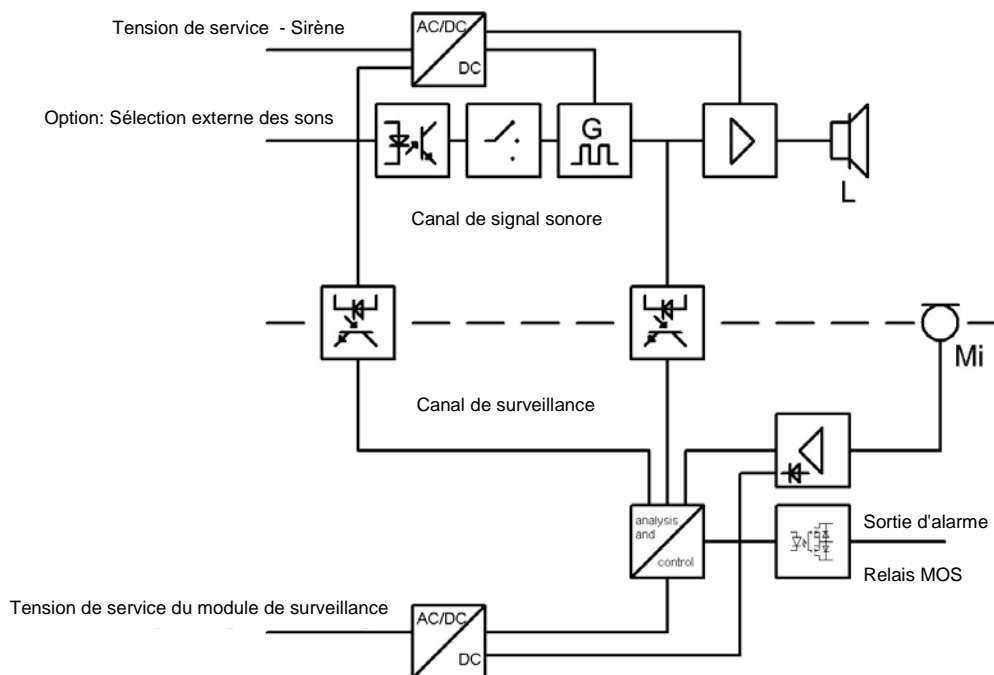 Tension de service - Sirène
AC/DC
DC
Option: Sélection externe des sons
G
L
Canal de signal sonore
Mi
Canal de surveillance
analysis
and
control
Sortie d'alarme
Relais MOS
Tension de service du module de surveillance
AC/DC
DC